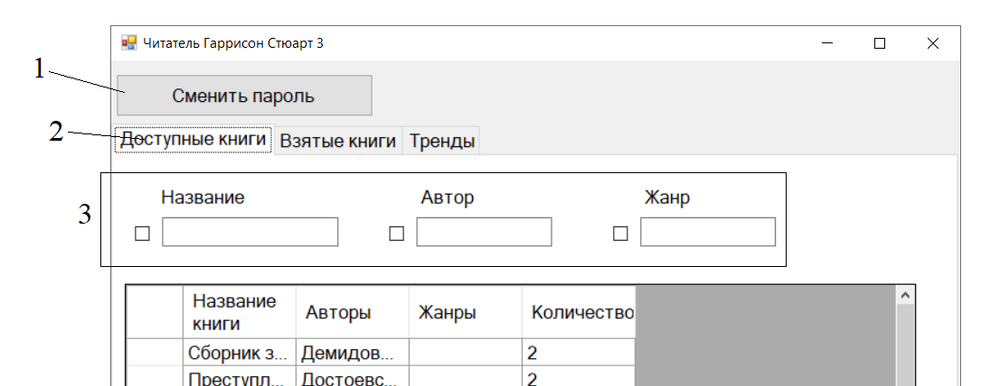 Читатель Гаррисон Стюарт 3
1
Сменить пароль
2
Доступные книги Взятые книги Тренды
Название Автор Жанр
3
Название книги Авторы Жанры Количество
Сборник з... Демидов... 2
Преступл... Достоевс... 2